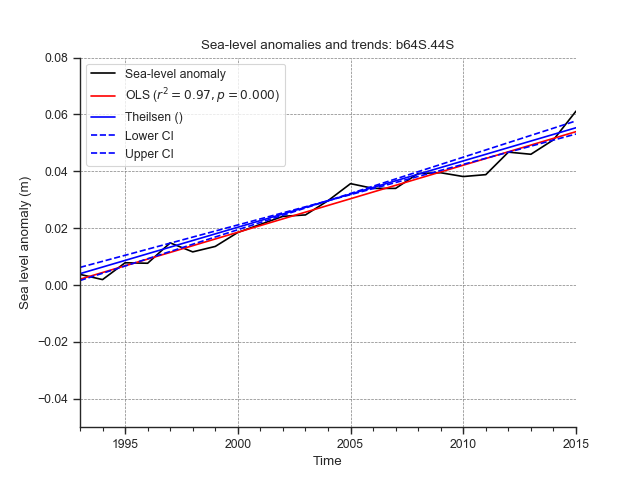 Sea-level anomalies and trends: b64S.44S
0.08
0.06
0.04
0.02
0.00
−0.02
−0.04
Sea level anomaly (m)
Sea-level anomaly
OLS (r² = 0.97, p = 0.000)
Theilsen ()
Lower CI
Upper CI
1995
2000
2005
2010
2015
Time